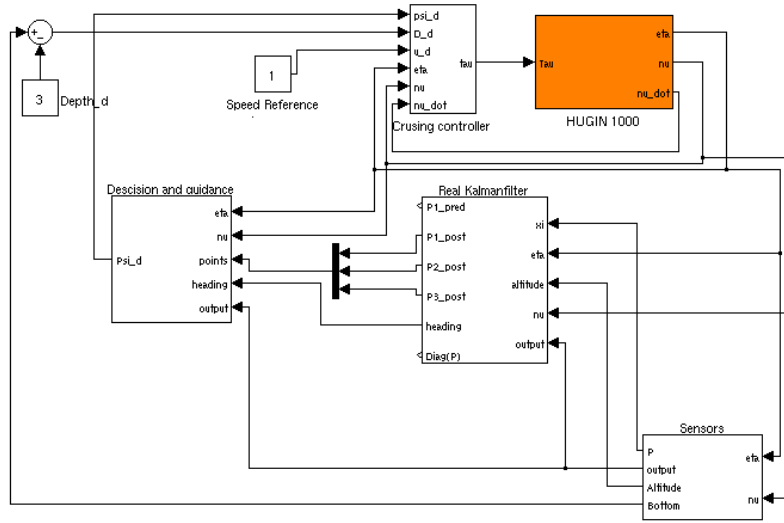 psi_d
D_d
u_d
eta
nu
nu_dot
tau
Crusing controller
Tau
eta
nu
nu_dot
HUGIN 1000
+
-
3
Depth_d
1
Speed Reference
Descision and guidance
eta
nu
points
heading
output
Psi_d
Real Kalmanfilter
P1_pred
P1_post
P2_post
P3_post
heading
Diag(P)
xi
eta
altitude
nu
output
Sensors
P
output
Altitude
Bottom
eta
nu